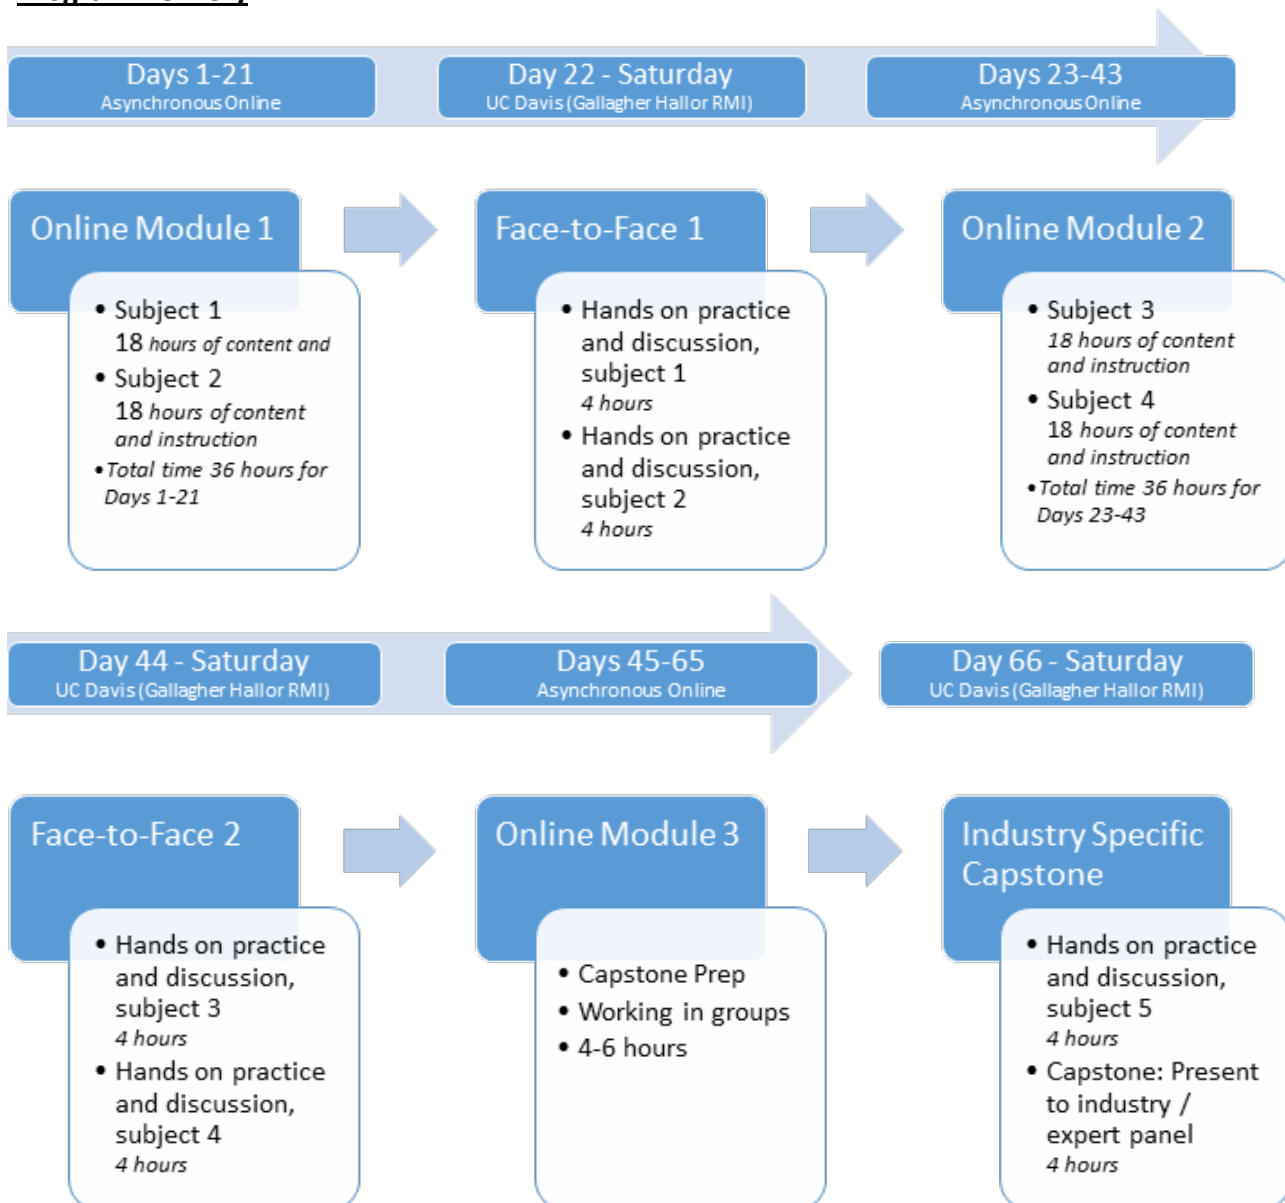 Days 1-21
Asynchronous Online
Day 22 - Saturday
UC Davis (Gallagher Hallor RMI)
Days 23-43
Asynchronous Online
Online Module 1
• Subject 1
18 hours of content and
• Subject 2
18 hours of content
and instruction
• Total time 36 hours for
Days 1-21
Face-to-Face 1
• Hands on practice
and discussion,
subject 1
4 hours
• Hands on practice
and discussion,
subject 2
4 hours
Online Module 2
• Subject 3
18 hours of content
and instruction
• Subject 4
18 hours of content
and instruction
• Total time 36 hours for
Days 23-43
Day 44 - Saturday
UC Davis (Gallagher Hallor RMI)
Days 45-65
Asynchronous Online
Day 66 - Saturday
UC Davis (Gallagher Hallor RMI)
Face-to-Face 2
• Hands on practice
and discussion,
subject 3
4 hours
• Hands on practice
and discussion,
subject 4
4 hours
Online Module 3
• Capstone Prep
• Working in groups
• 4-6 hours
Industry Specific
Capstone
• Hands on practice
and discussion,
subject 5
4 hours
• Capstone: Present
to industry /
expert panel
4 hours